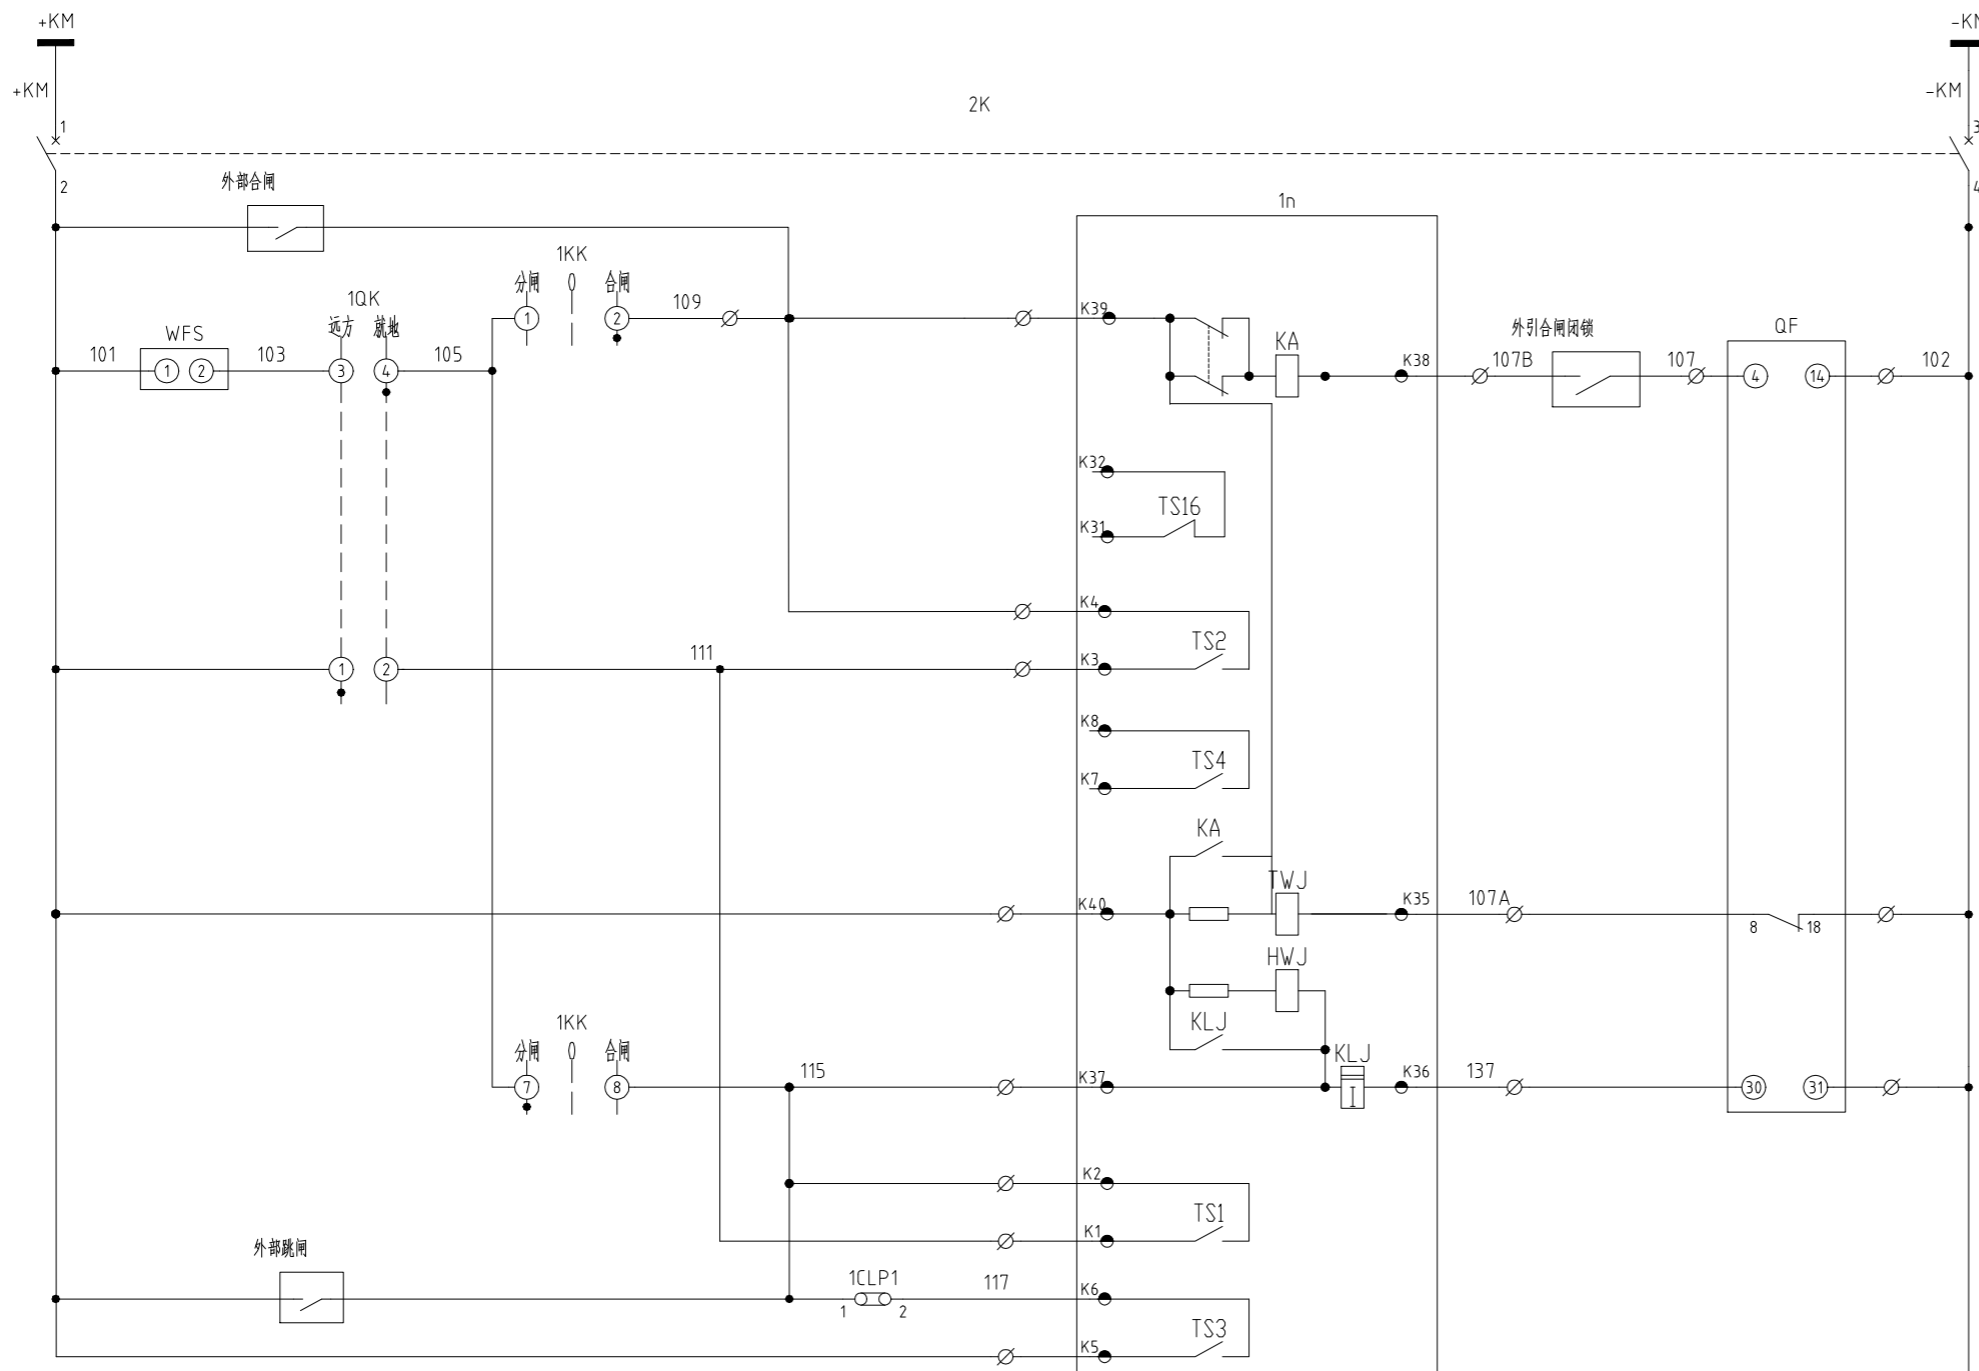 +KM
-KM
+KM
-KM
2K
1
3
2
4
外部合闸
1n
1KK
分闸 0 合闸
1QK
远方 就地
109
K39
1
2
WFS
101
1 2
103
3 4
105
KA
K38
107B
外引合闸闭锁
107
QF
4 14
102
K32
TS16
K31
K4
TS2
K3
111
1 2
K8
TS4
K7
KA
TWJ
K40
K35
107A
8 18
HWJ
KLJ
1KK
分闸 0 合闸
7 8
115
K37
KLJ
I
K36
137
30 31
K2
TS1
K1
外部跳闸
1CLP1
1 2
117
K6
TS3
K5